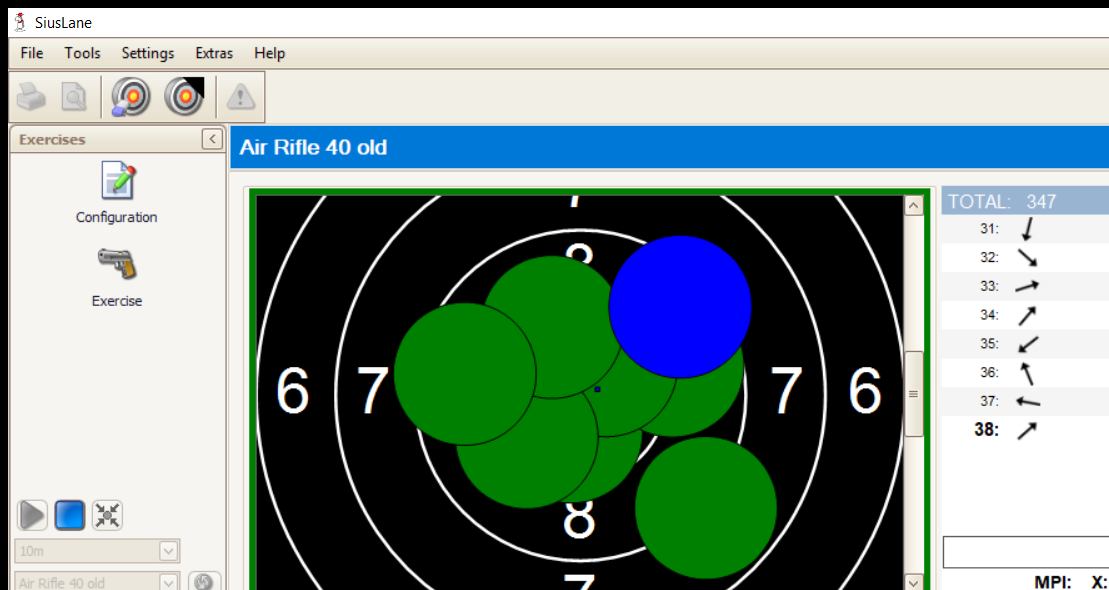 SiusLane
File Tools Settings Extras Help
Exercises
Configuration
Exercise
10m
Air Rifle 40 old
Air Rifle 40 old
7
8
6 7 7 6
8
7
TOTAL: 347
31:
32:
33:
34:
35:
36:
37:
38:
MPI: X: